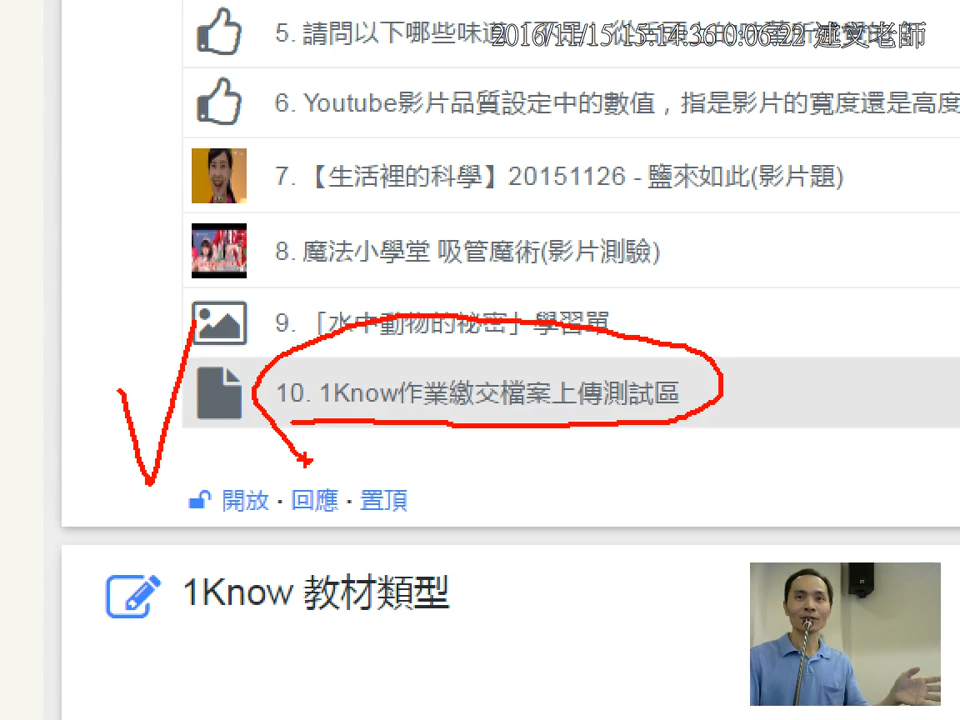 5. 請問以下哪些味道
2016/11/15 15:14:36 0:06:22 建文老師
6. Youtube影片品質設定中的數值，指是影片的寬度還是高度
7. 【生活裡的科學】20151126 - 鹽來如此(影片題)
8. 魔法小學堂 吸管魔術(影片測驗)
9. 「水中動物的祕密」學習單
10. 1Know作業繳交檔案上傳測試區
開放 · 回應 · 置頂
1Know 教材類型